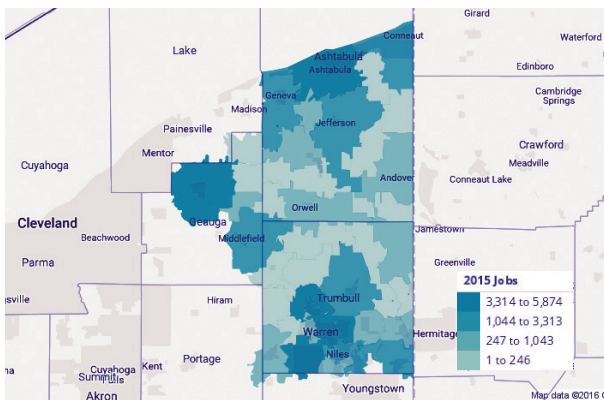 Girard
Lake
Conneaut
Waterford
Ashtabula
Edinboro
Ashtabula
Geneva
Cambridge
Springs
Madison
Jefferson
Painesville
Crawford
Mentor
Meadville
Cuyahoga
Andover
Conneaut Lake
Orwell
Cleveland
Geauga
Jamestown
Beachwood
Middlefield
Parma
Greenville
2015 Jobs
3,314 to 5,874
1,044 to 3,313
247 to 1,043
1 to 246
Hiram
Trumbull
Warren
Hermitage
Niles
Portage
Kent
Cuyahoga
Summit
Falls
Youngstown
Akron
Map data ©2016